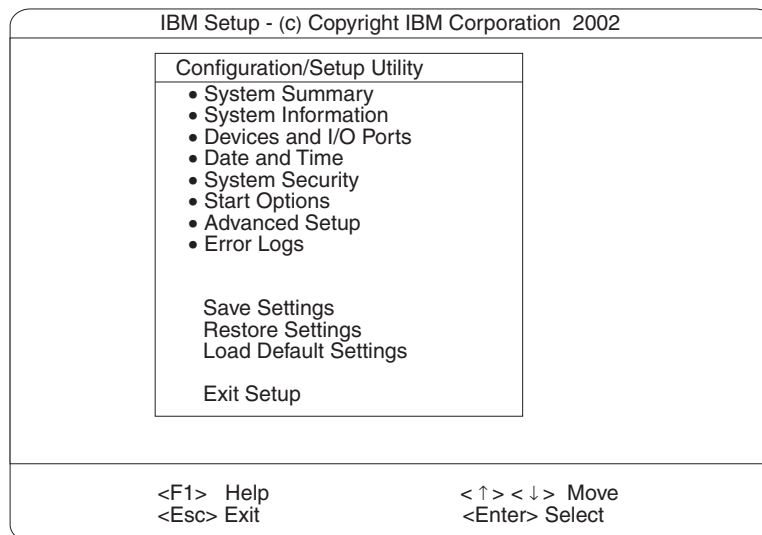 IBM Setup - (c) Copyright IBM Corporation 2002
Configuration/Setup Utility
• System Summary
• System Information
• Devices and I/O Ports
• Date and Time
• System Security
• Start Options
• Advanced Setup
• Error Logs
Save Settings
Restore Settings
Load Default Settings
Exit Setup
<F1> Help < ↑ > < ↓ > Move
<Esc> Exit <Enter> Select